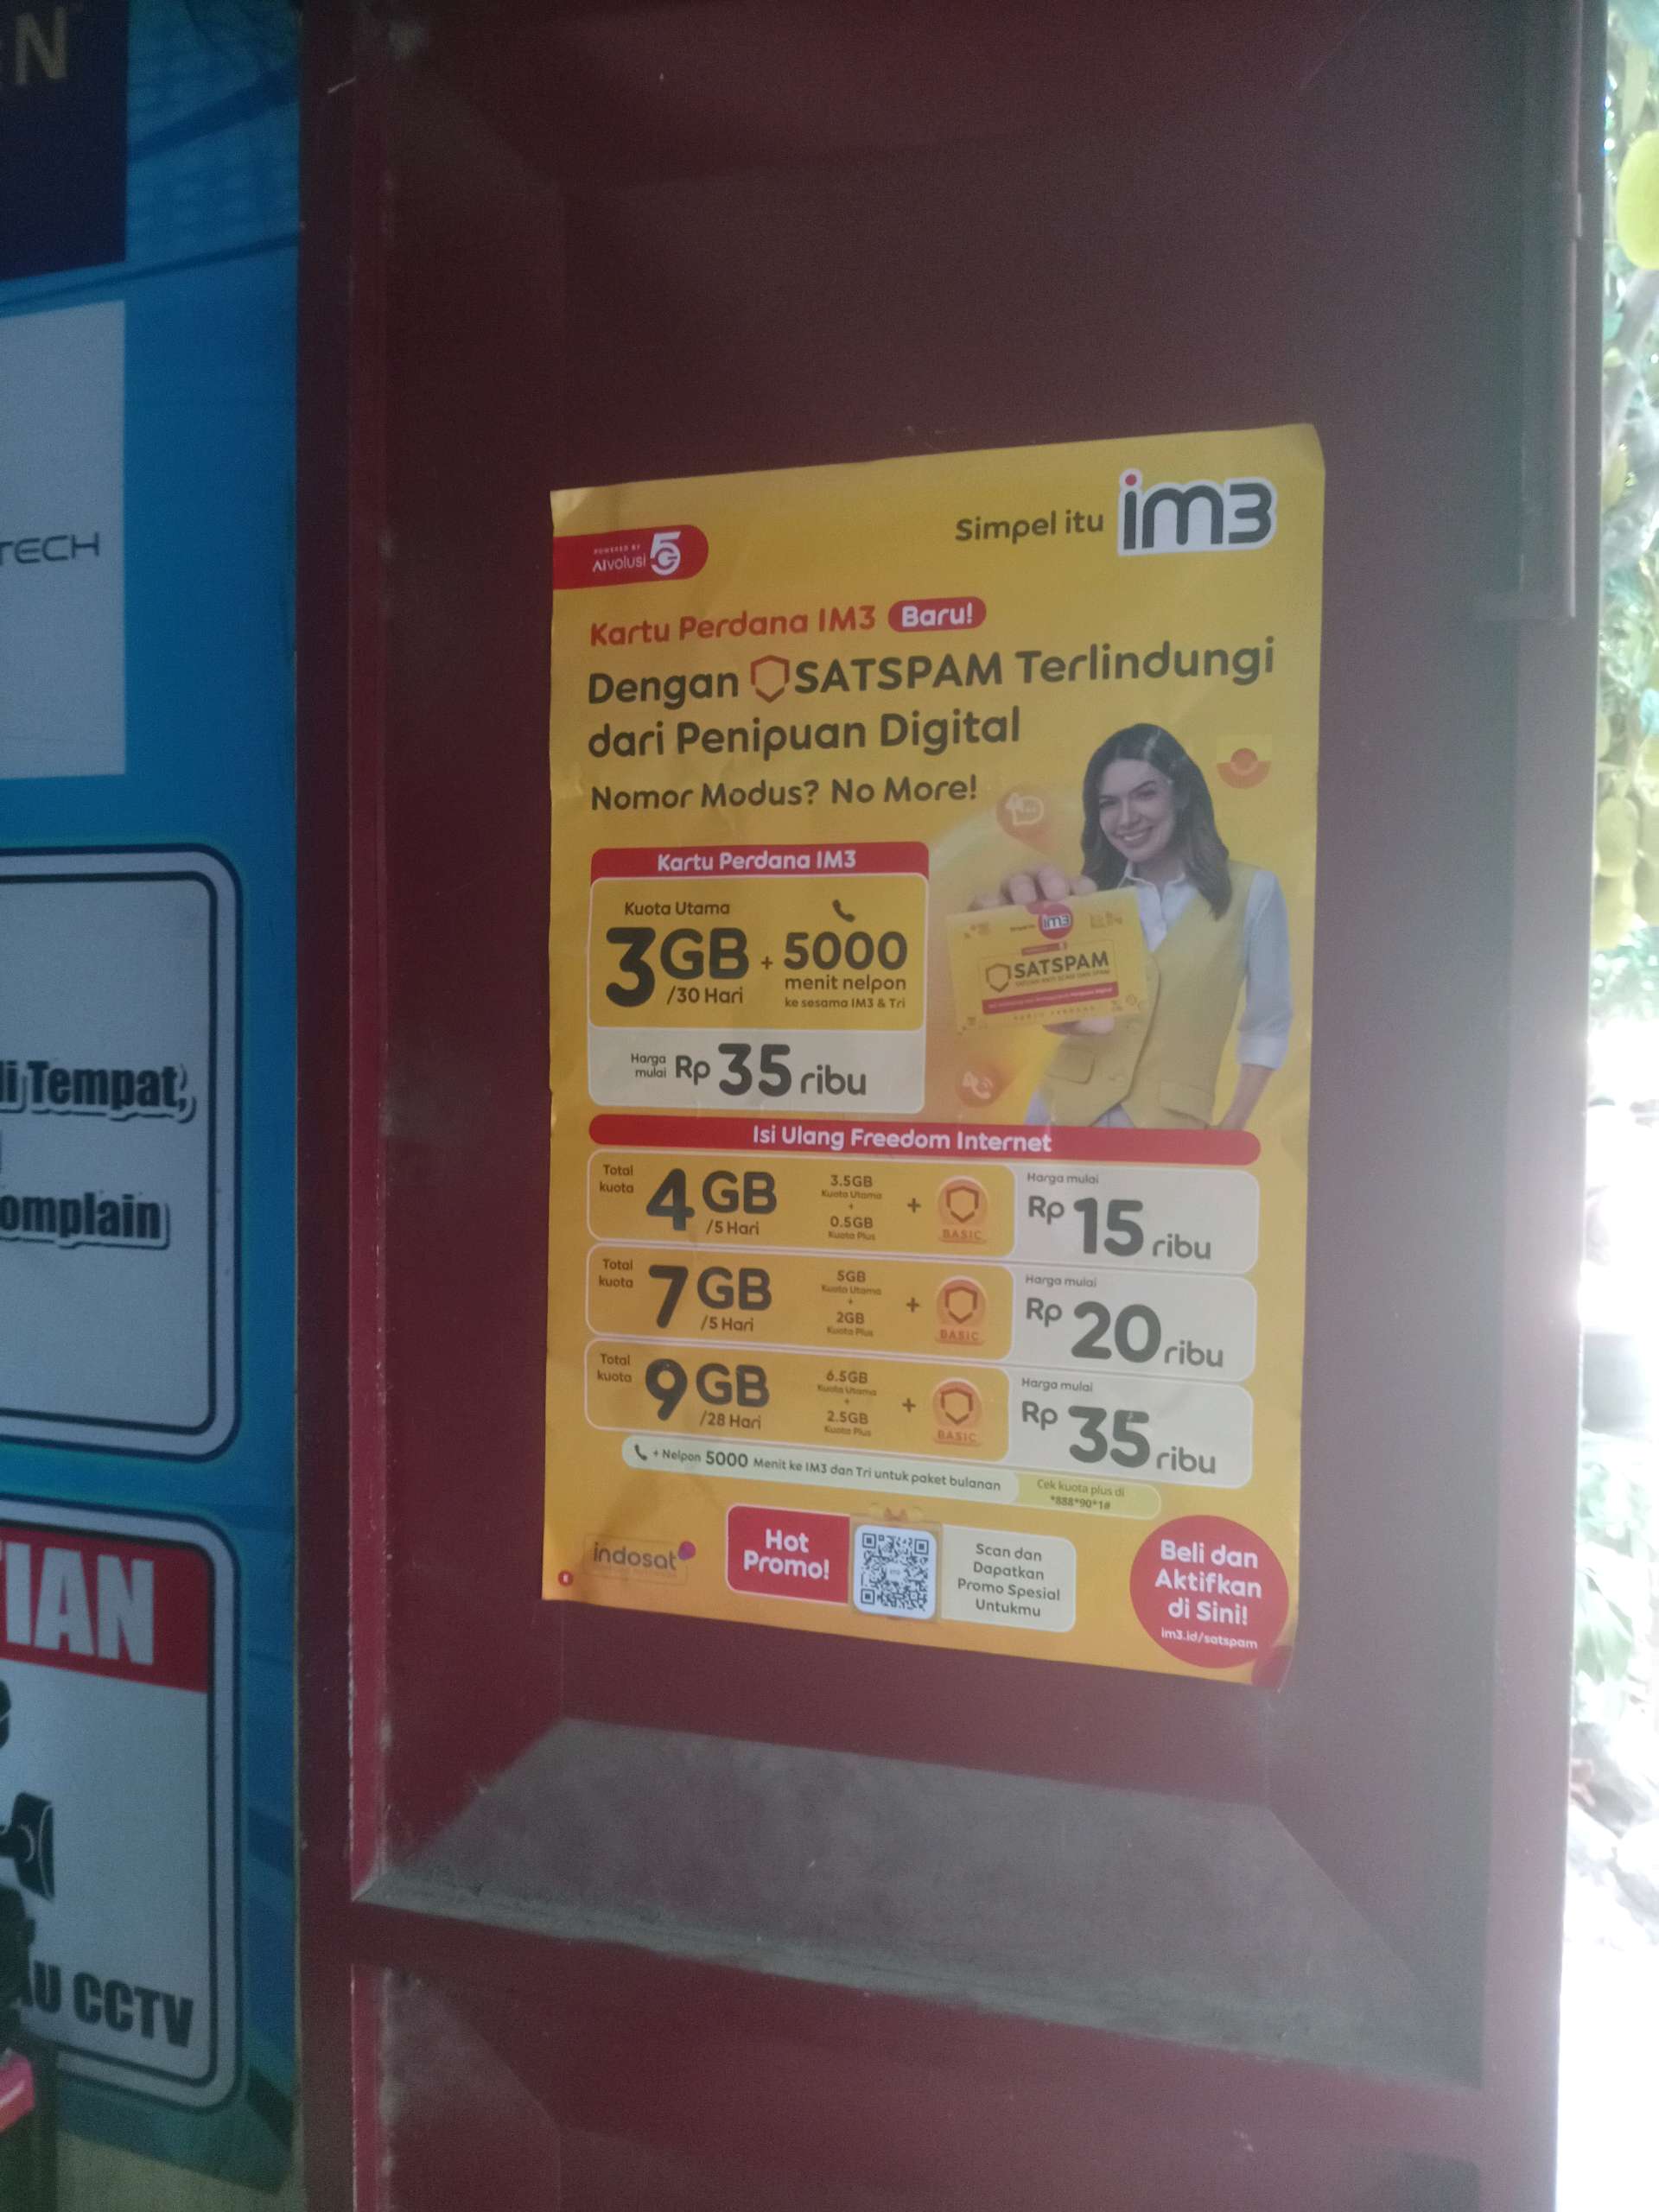 N
TECH
li Tempat,
omplain
IAN
AU CCTV
POWERED BY
AIvolusi 5G
Simpel itu im3
Kartu Perdana IM3 Baru!
Dengan SATSPAM Terlindungi
dari Penipuan Digital
Nomor Modus? No More!
Kartu Perdana IM3
Kuota Utama
3GB + 5000
/30 Hari
menit nelpon
ke sesama IM3 & Tri
Harga
mulai
Rp 35 ribu
im3
SATSPAM
Isi Ulang Freedom Internet
Total
kuota
4GB
/5 Hari
3.5GB
Kuota Utama
+
0.5GB
Kuota Plus
+
BASIC
Harga mulai
Rp 15 ribu
Total
kuota
7GB
/5 Hari
5GB
Kuota Utama
+
2GB
Kuota Plus
+
BASIC
Harga mulai
Rp 20 ribu
Total
kuota
9GB
/28 Hari
6.5GB
Kuota Utama
+
2.5GB
Kuota Plus
+
BASIC
Harga mulai
Rp 35 ribu
+ Nelpon 5000 Menit ke IM3 dan Tri untuk paket bulanan
Cek kuota plus di
*888*90*1#
indosat
Hot
Promo!
Scan dan
Dapatkan
Promo Spesial
Untukmu
Beli dan
Aktifkan
di Sini!
im3.id/satspam